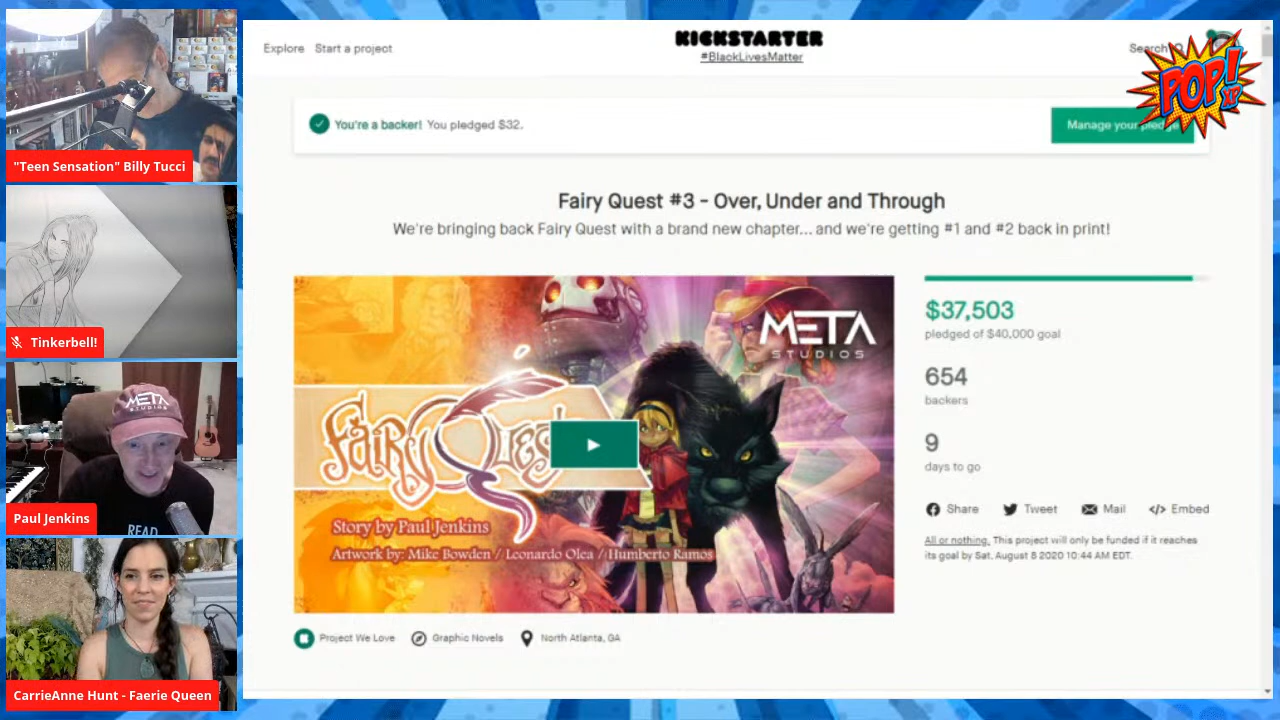 "Teen Sensation" Billy Tucci
Tinkerbell!
META
STUDIOS
Paul Jenkins
READ
CarrieAnne Hunt - Faerie Queen
Explore Start a project
KICKSTARTER
#BlackLivesMatter
Search
POP!
XP
You're a backer! You pledged $32.
Manage your pledge
Fairy Quest #3 - Over, Under and Through
We're bringing back Fairy Quest with a brand new chapter... and we're getting #1 and #2 back in print!
META
STUDIOS
FairyQuest
Story by Paul Jenkins
Artwork by: Mike Bowden / Leonardo Olea / Humberto Ramos
$37,503
pledged of $40,000 goal
654
backers
9
days to go
Share Tweet Mail Embed
All or nothing. This project will only be funded if it reaches
its goal by Sat, August 8 2020 10:44 AM EDT.
Project We Love Graphic Novels North Atlanta, GA